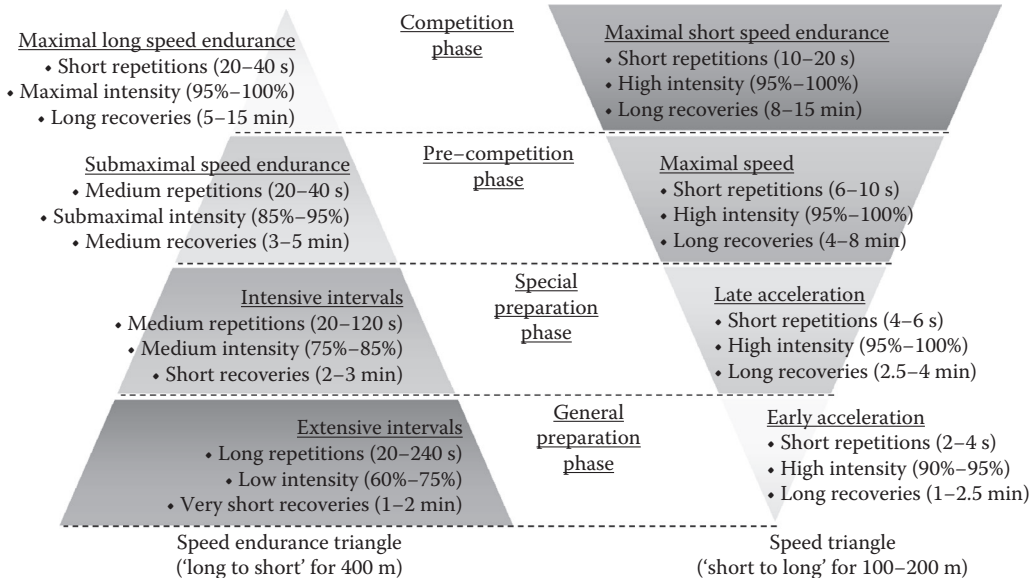 Competition
phase
Maximal long speed endurance
• Short repetitions (20–40 s)
• Maximal intensity (95%–100%)
• Long recoveries (5–15 min)
Maximal short speed endurance
• Short repetitions (10–20 s)
• High intensity (95%–100%)
• Long recoveries (8–15 min)
Pre–competition
phase
Submaximal speed endurance
• Medium repetitions (20–40 s)
• Submaximal intensity (85%–95%)
• Medium recoveries (3–5 min)
Maximal speed
• Short repetitions (6–10 s)
• High intensity (95%–100%)
• Long recoveries (4–8 min)
Special
preparation
phase
Intensive intervals
• Medium repetitions (20–120 s)
• Medium intensity (75%–85%)
• Short recoveries (2–3 min)
Late acceleration
• Short repetitions (4–6 s)
• High intensity (95%–100%)
• Long recoveries (2.5–4 min)
General
preparation
phase
Extensive intervals
• Long repetitions (20–240 s)
• Low intensity (60%–75%)
• Very short recoveries (1–2 min)
Early acceleration
• Short repetitions (2–4 s)
• High intensity (90%–95%)
• Long recoveries (1–2.5 min)
Speed endurance triangle
(‘long to short’ for 400 m)
Speed triangle
(‘short to long’ for 100–200 m)